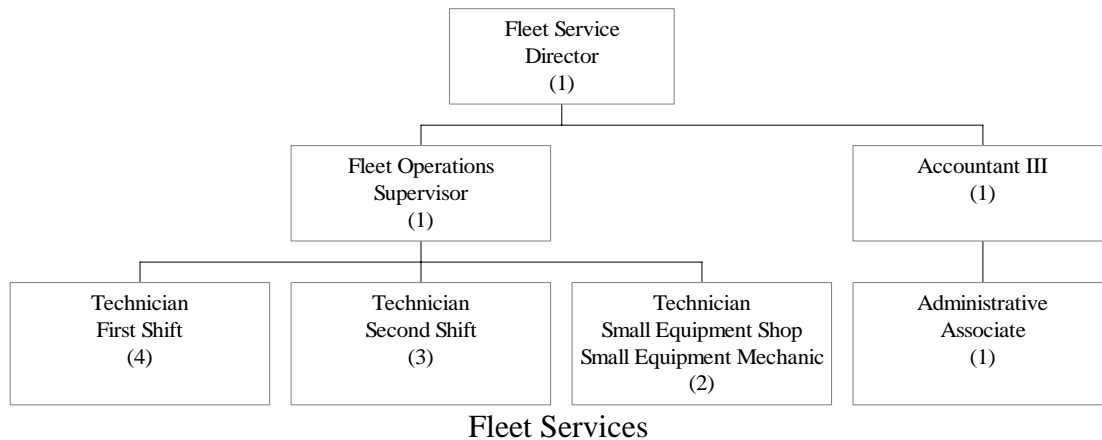 Fleet Service
Director
(1)
Fleet Operations
Supervisor
(1)
Accountant III
(1)
Technician
First Shift
(4)
Technician
Second Shift
(3)
Technician
Small Equipment Shop
Small Equipment Mechanic
(2)
Administrative
Associate
(1)
Fleet Services